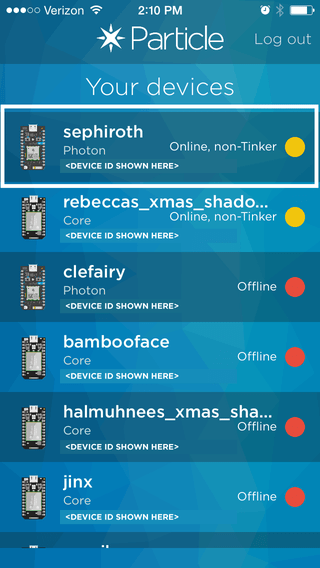 Verizon 2:10 PM
Particle
Log out
Your devices
sephiroth
Photon
Online, non-Tinker
<DEVICE ID SHOWN HERE>
rebeccas_xmas_shado...
Core
Online, non-Tinker
<DEVICE ID SHOWN HERE>
clefairy
Photon
Offline
<DEVICE ID SHOWN HERE>
bambooface
Core
Offline
<DEVICE ID SHOWN HERE>
halmuhnees_xmas_sha...
Core
Offline
<DEVICE ID SHOWN HERE>
jinx
Core
Offline
<DEVICE ID SHOWN HERE>